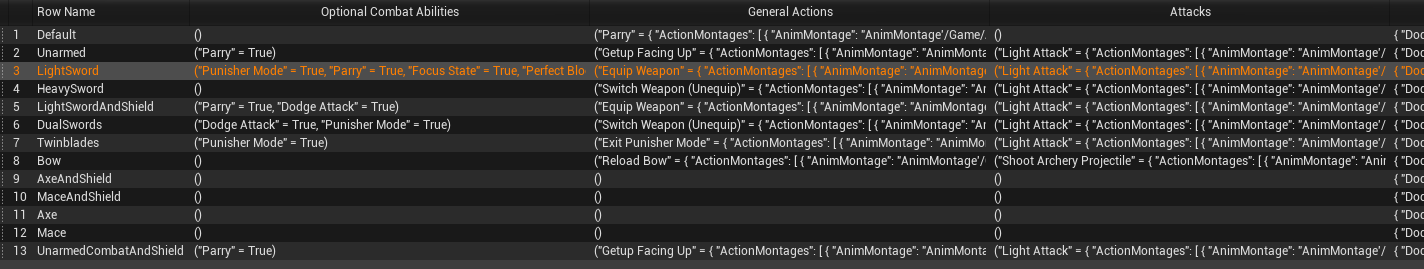 Row Name Optional Combat Abilities General Actions Attacks
1 Default () ("Parry" = { "ActionMontages": [ { "AnimMontage": "AnimMontage'/Game/. ()
2 Unarmed ("Parry" = True) ("Getup Facing Up" = { "ActionMontages": [ { "AnimMontage": "AnimMonta ("Light Attack" = { "ActionMontages": [ { "AnimMontage": "AnimMontage'/ { "Doc
3 LightSword ("Punisher Mode" = True, "Parry" = True, "Focus State" = True, "Perfect Blo ("Equip Weapon" = { "ActionMontages": [ { "AnimMontage": "AnimMontage ("Light Attack" = { "ActionMontages": [ { "AnimMontage": "AnimMontage'/ { "Doc
4 HeavySword () ("Switch Weapon (Unequip)" = { "ActionMontages": [ { "AnimMontage": "Ar ("Light Attack" = { "ActionMontages": [ { "AnimMontage": "AnimMontage'/ { "Doc
5 LightSwordAndShield ("Parry" = True, "Dodge Attack" = True) ("Equip Weapon" = { "ActionMontages": [ { "AnimMontage": "AnimMontage ("Light Attack" = { "ActionMontages": [ { "AnimMontage": "AnimMontage'/ { "Doc
6 DualSwords ("Dodge Attack" = True, "Punisher Mode" = True) ("Switch Weapon (Unequip)" = { "ActionMontages": [ { "AnimMontage": "Ar ("Light Attack" = { "ActionMontages": [ { "AnimMontage": "AnimMontage'/ { "Doc
7 Twinblades ("Punisher Mode" = True) ("Exit Punisher Mode" = { "ActionMontages": [ { "AnimMontage": "AnimMo ("Light Attack" = { "ActionMontages": [ { "AnimMontage": "AnimMontage'/ { "Doc
8 Bow () ("Reload Bow" = { "ActionMontages": [ { "AnimMontage": "AnimMontage'/ ("Shoot Archery Projectile" = { "ActionMontages": [ { "AnimMontage": "Anir { "Doc
9 AxeAndShield () () () { "Doc
10 MaceAndShield () () () { "Doc
11 Axe () () () { "Doc
12 Mace () () () { "Doc
13 UnarmedCombatAndShield ("Parry" = True) ("Getup Facing Up" = { "ActionMontages": [ { "AnimMontage": "AnimMonta ("Light Attack" = { "ActionMontages": [ { "AnimMontage": "AnimMontage'/ { "Doc